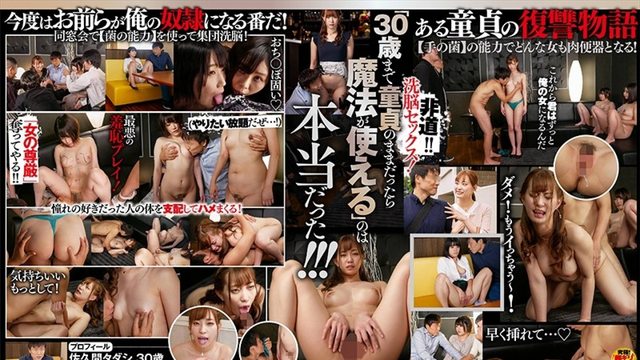 今度はお前らが俺の奴隷になる番だ!
同窓会で【菌の能力】を使って集団洗脳!
おち○ぽ固い♡
最悪の
羞恥プレイ!
(やりたい放題だぜ…!)
「女の尊厳」
奪ってやる!!
憧れの好きだった人の体を支配してハメまくる!
気持ちいい
もっとして!
プロフィール
佐久間タダシ 30歳
非道!!
洗脳セックス!
「30歳まで童貞のままだったら
魔法が使える」のは
本当だった!!!
ある童貞の復讐物語
【手の菌】の能力でどんな女も肉便器となる!
これから君はずっと
俺の女になるんだ
ダメ!もうイっちゃう〜!
早く挿れて…♡